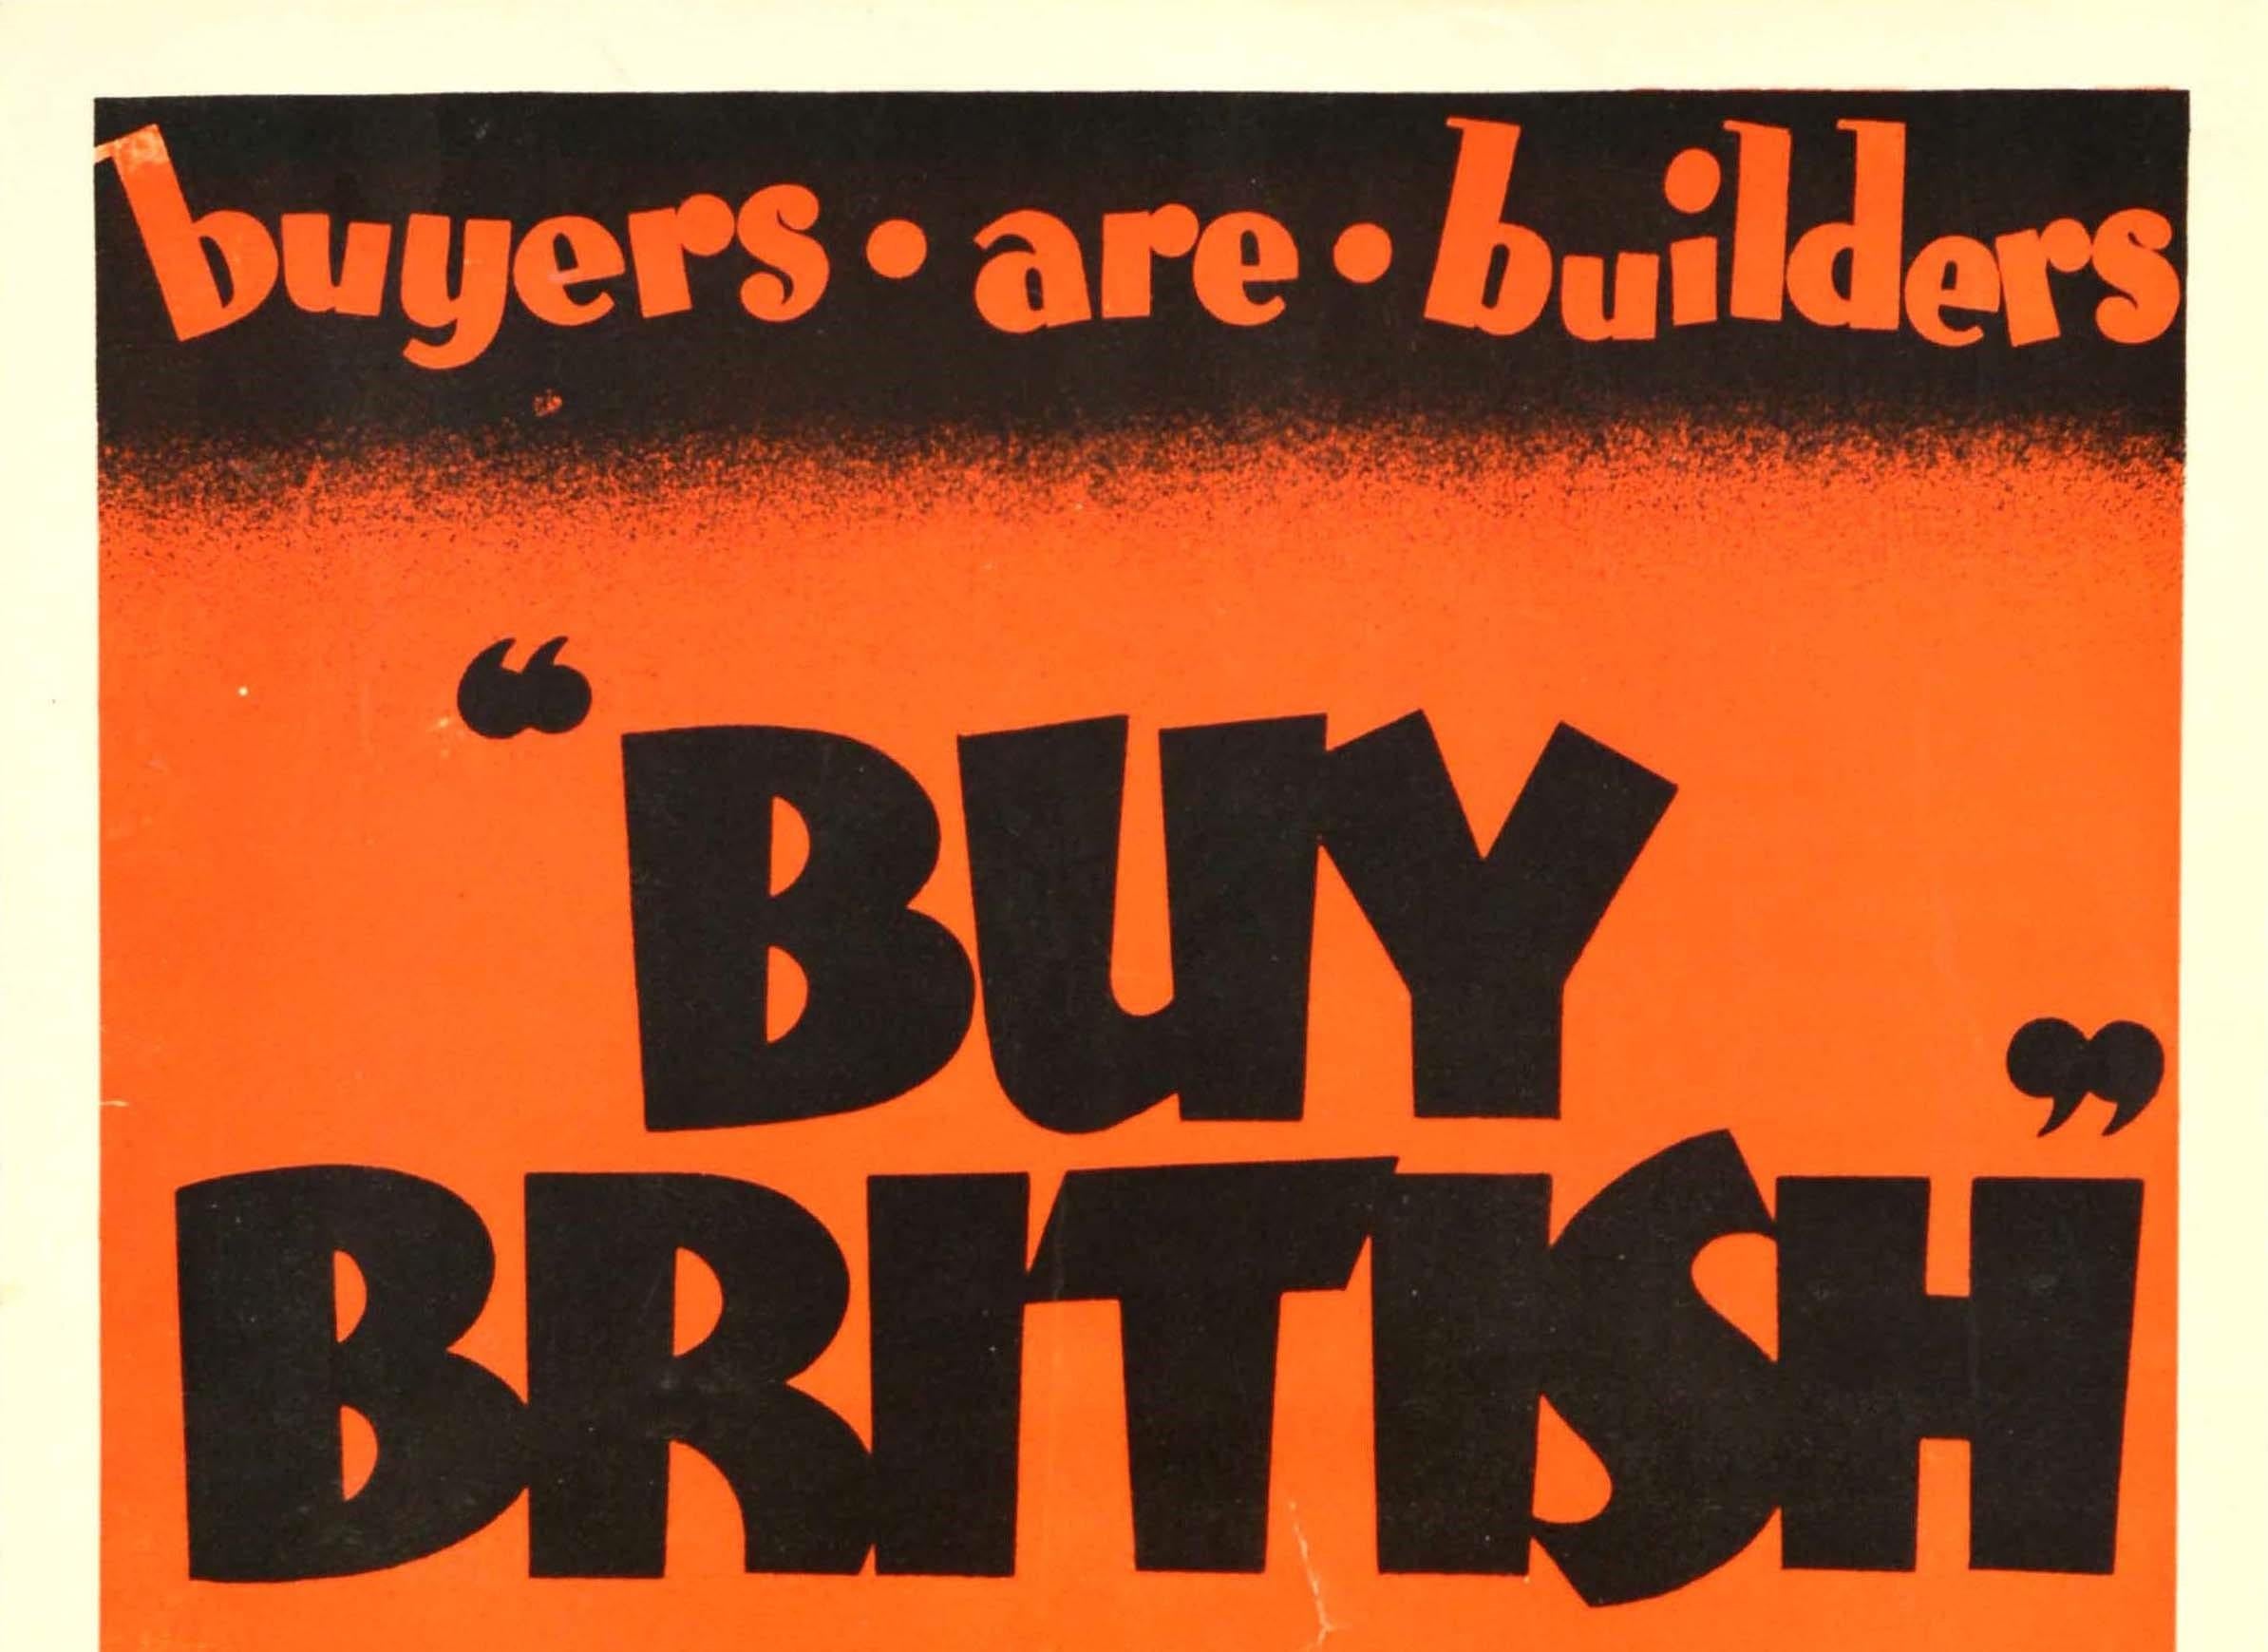 buyers • are • builders
“BUY
BRITISH”